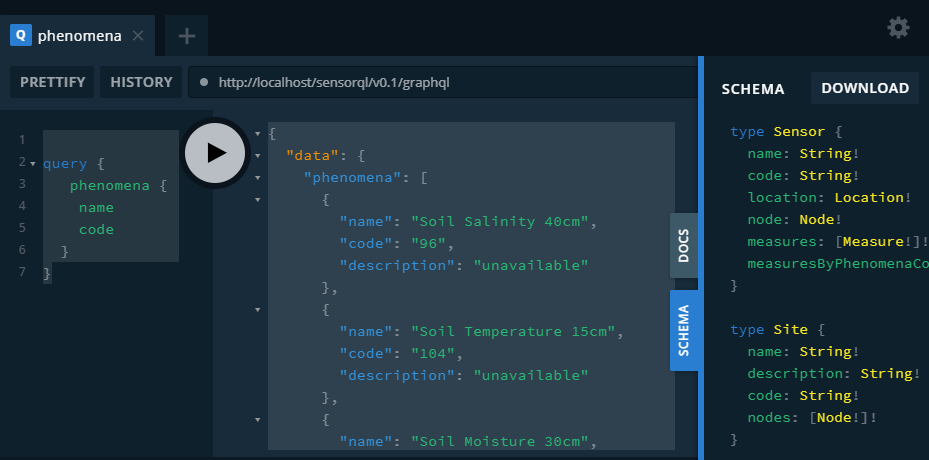 Q phenomena ×
PRETTIFY HISTORY http://localhost/sensorql/v0.1/graphql
1
2 query {
3 phenomena {
4 name
5 code
6 }
7 }
{
"data": {
"phenomena": [
{
"name": "Soil Salinity 40cm",
"code": "96",
"description": "unavailable"
},
{
"name": "Soil Temperature 15cm",
"code": "104",
"description": "unavailable"
},
{
"name": "Soil Moisture 30cm",
DOCS
SCHEMA
SCHEMA DOWNLOAD
type Sensor {
name: String!
code: String!
location: Location!
node: Node!
measures: [Measure!]!
measuresByPhenomenaCo
}
type Site {
name: String!
description: String!
code: String!
nodes: [Node!]!
}